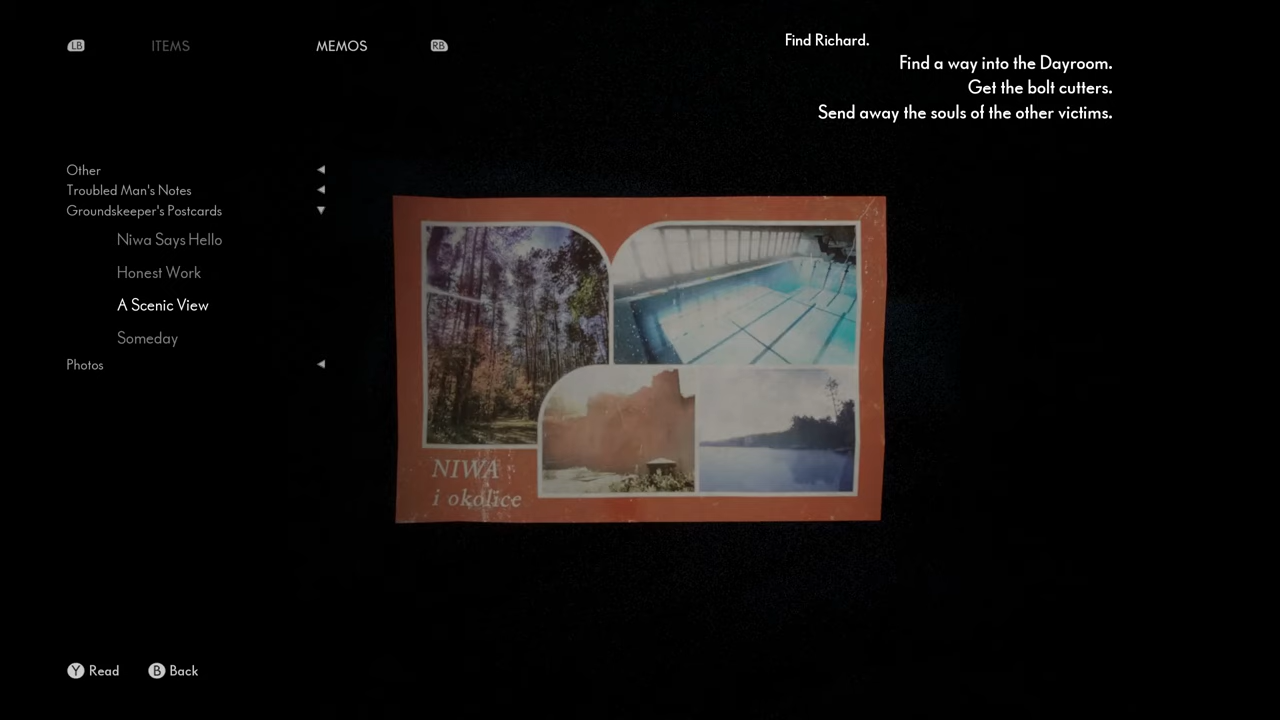 LB ITEMS MEMOS RB
Find Richard.
Find a way into the Dayroom.
Get the bolt cutters.
Send away the souls of the other victims.
Other
Troubled Man's Notes
Groundskeeper's Postcards
Niwa Says Hello
Honest Work
A Scenic View
Someday
Photos
NIWA
i okolice
Y Read B Back